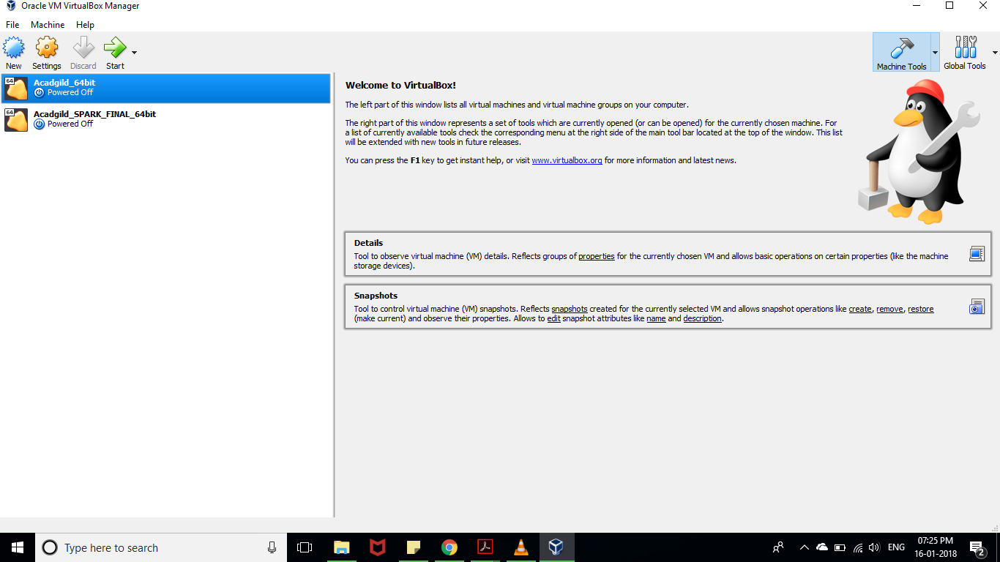 Oracle VM VirtualBox Manager
File Machine Help
New Settings Discard Start
Machine Tools Global Tools
64
Acadgild_64bit
Powered Off
64
Acadgild_SPARK_FINAL_64bit
Powered Off
Welcome to VirtualBox!
The left part of this window lists all virtual machines and virtual machine groups on your computer.
The right part of this window represents a set of tools which are currently opened (or can be opened) for the currently chosen machine. For
a list of currently available tools check the corresponding menu at the right side of the main tool bar located at the top of the window. This list
will be extended with new tools in future releases.
You can press the F1 key to get instant help, or visit www.virtualbox.org for more information and latest news.
Details
Tool to observe virtual machine (VM) details. Reflects groups of properties for the currently chosen VM and allows basic operations on certain properties (like the machine
storage devices).
Snapshots
Tool to control virtual machine (VM) snapshots. Reflects snapshots created for the currently selected VM and allows snapshot operations like create, remove, restore
(make current) and observe their properties. Allows to edit snapshot attributes like name and description.
Type here to search
ENG
07:25 PM
16-01-2018
2